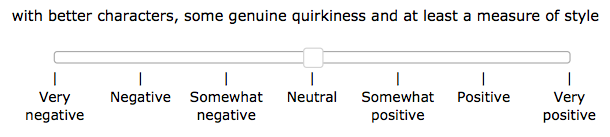 with better characters, some genuine quirkiness and at least a measure of style
Very negative
Negative
Somewhat negative
Neutral
Somewhat positive
Positive
Very positive